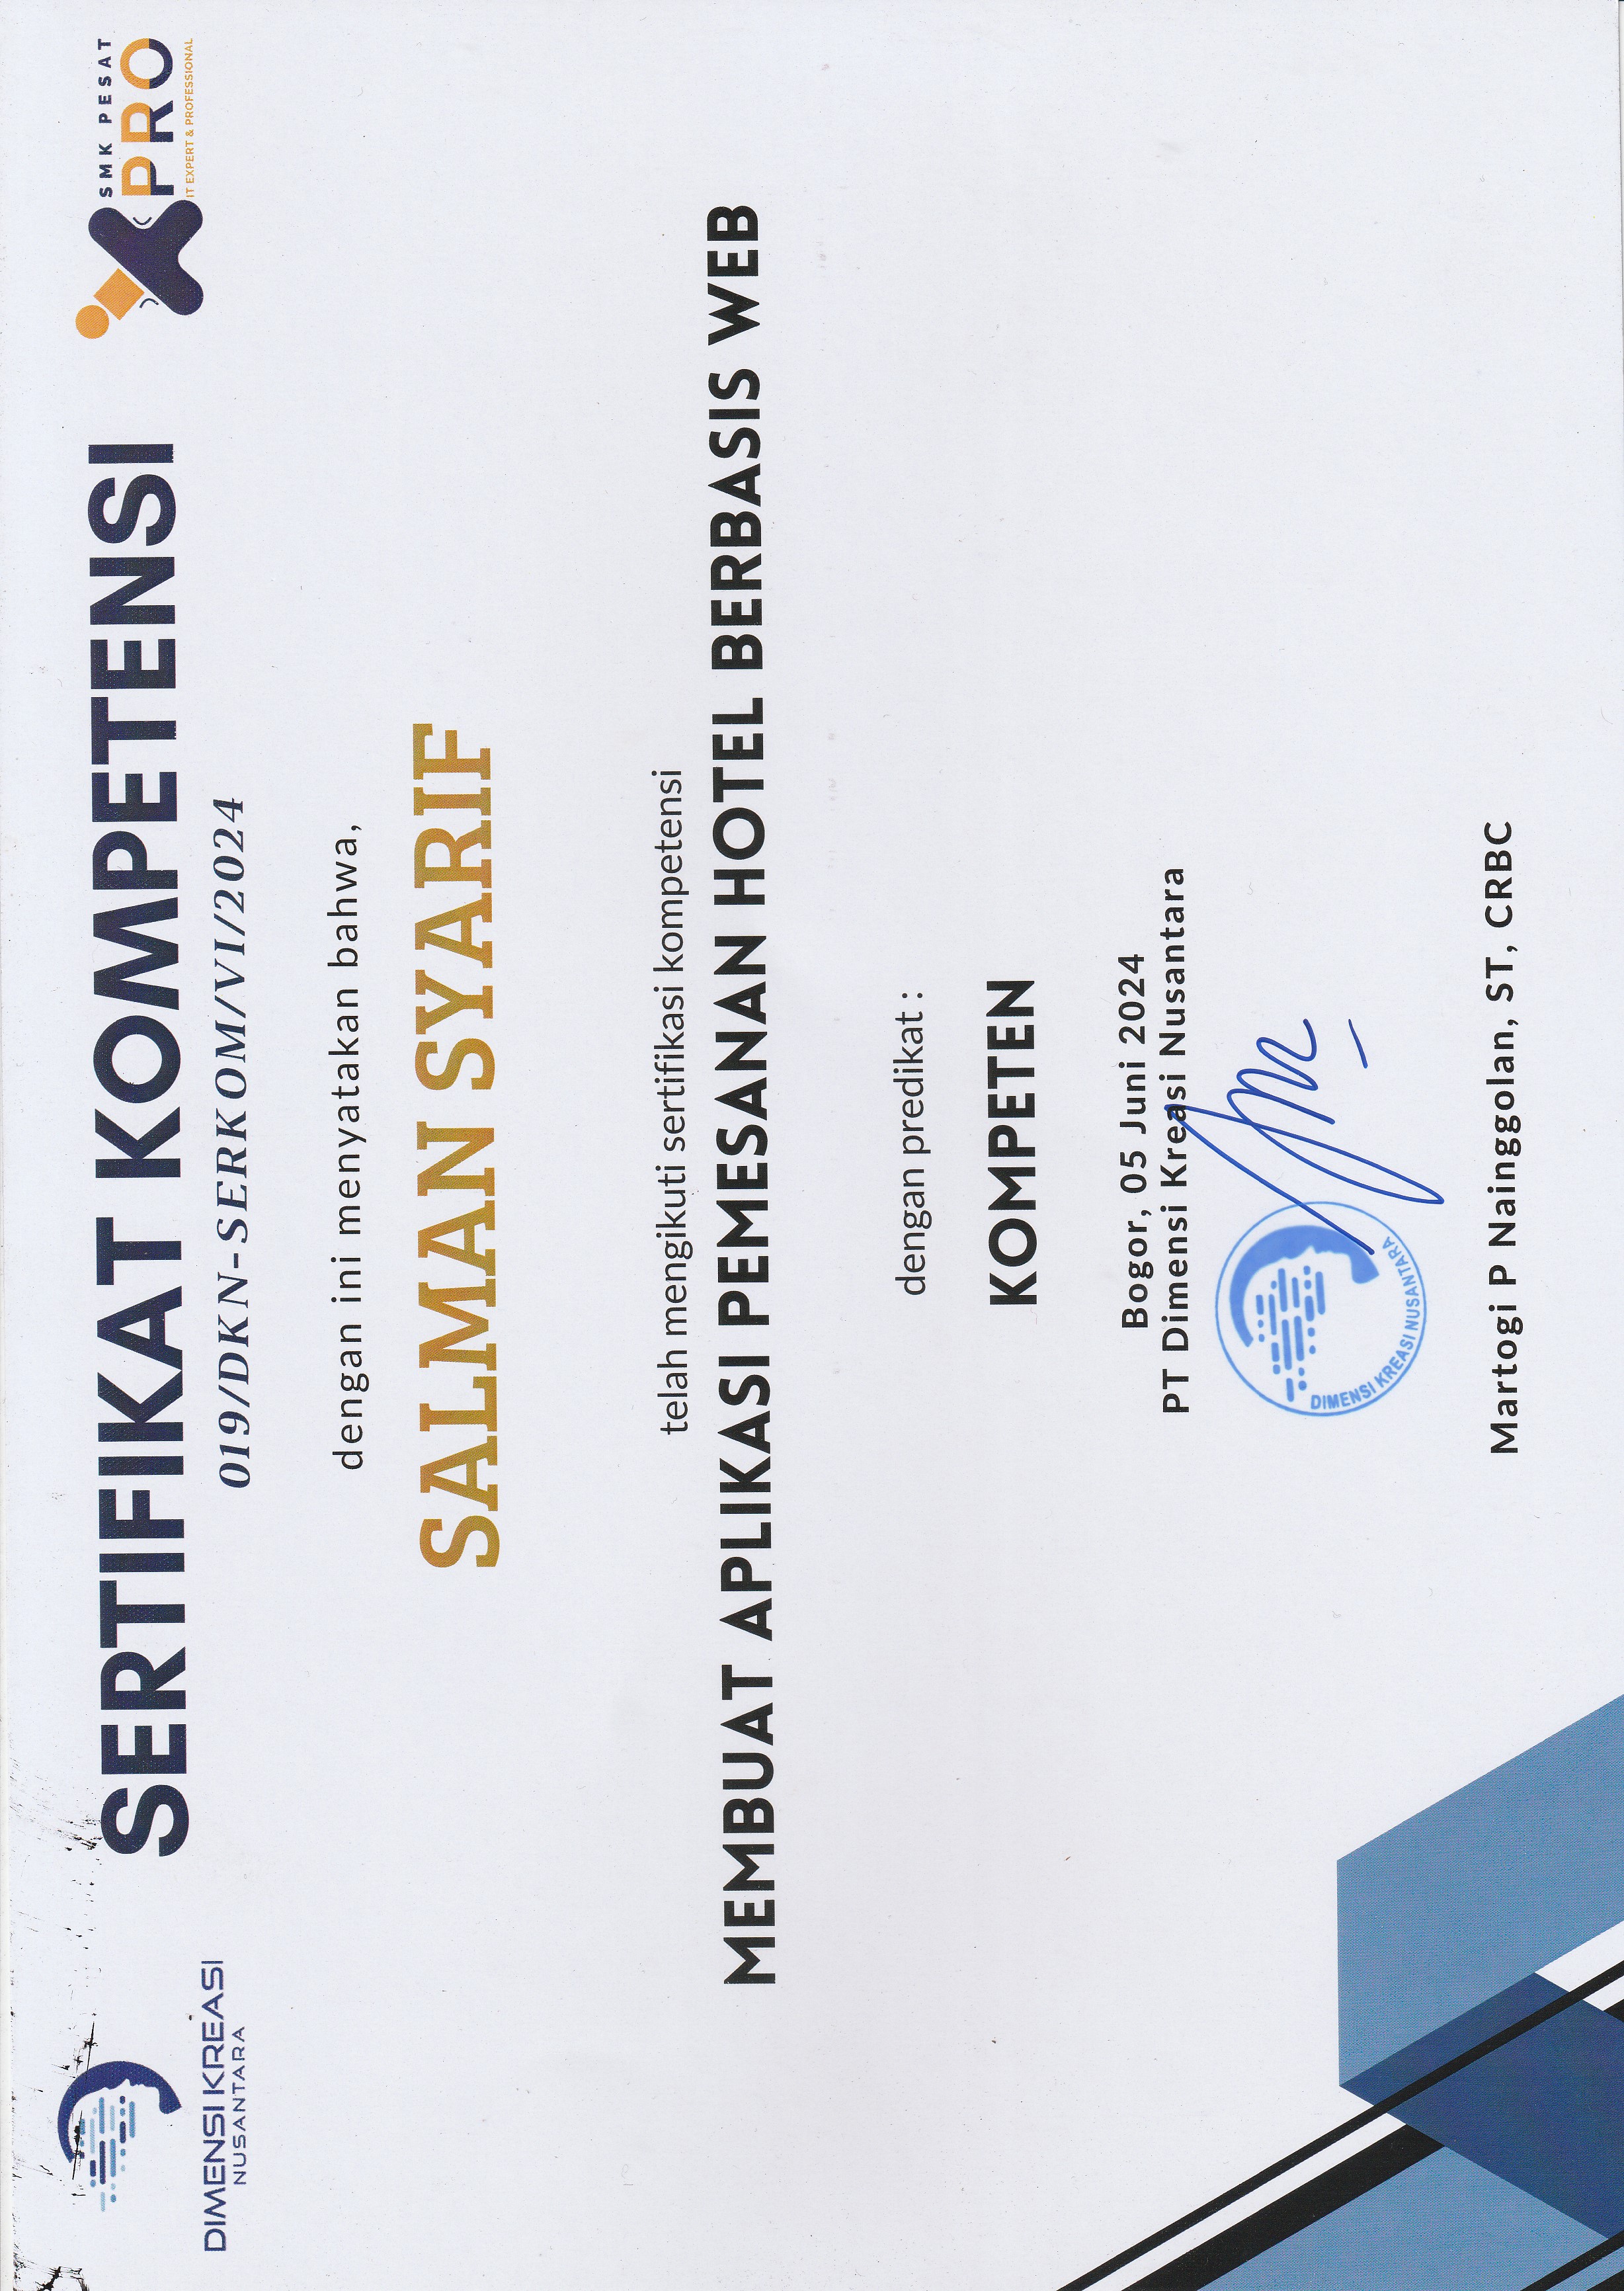 DIMENSI KREASI
NUSANTARA
SERTIFIKAT KOMPETENSI
019/DKN-SERKOM/VI/2024
SMK PESAT
XPRO
IT EXPERT & PROFESSIONAL
dengan ini menyatakan bahwa,
SALMAN SYARIF
telah mengikuti sertifikasi kompetensi
MEMBUAT APLIKASI PEMESANAN HOTEL BERBASIS WEB
dengan predikat :
KOMPETEN
Bogor, 05 Juni 2024
PT Dimensi Kreasi Nusantara
DIMENSI KREASI NUSANTARA
Martogi P Nainggolan, ST, CRBC